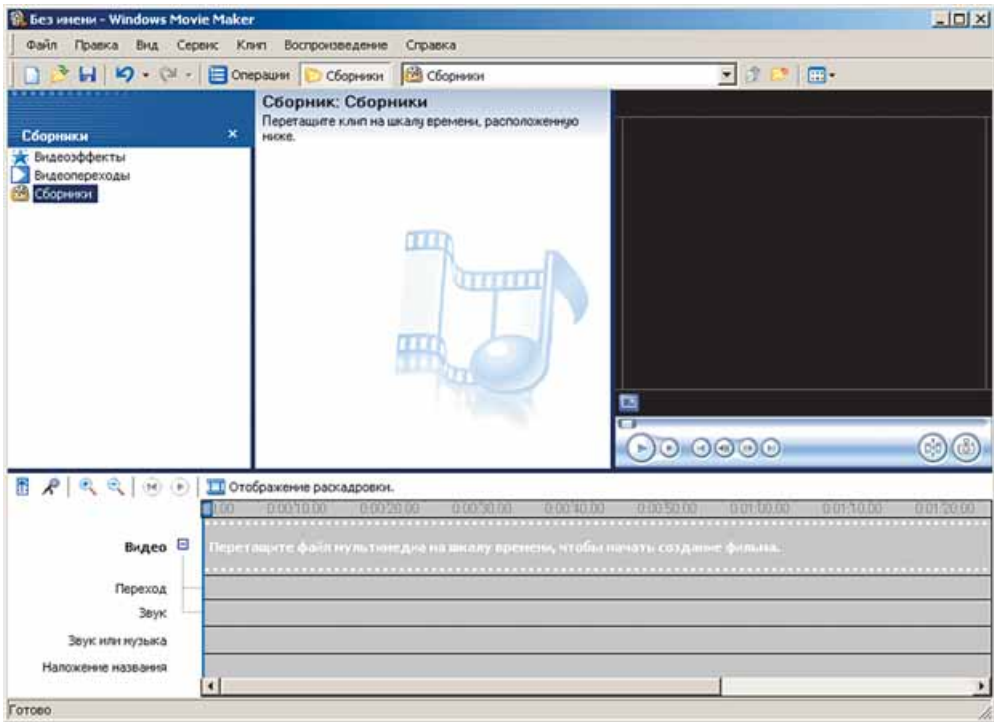 Без имени - Windows Movie Maker
Файл Правка Вид Сервис Клип Воспроизведение Справка
Операции Сборники Сборники
Сборники
Видеоэффекты
Видеопереходы
Сборники
Сборник: Сборники
Перетащите клип на шкалу времени, расположенную
ниже.
Отображение раскадровки.
0:00:10,00 0:00:20,00 0:00:30,00 0:00:40,00 0:00:50,00 0:01:00,00 0:01:10,00 0:01:20,00
Видео
Перетащите файл мультимедиа на шкалу времени, чтобы начать создание фильма.
Переход
Звук
Звук или музыка
Наложение названия
Готово